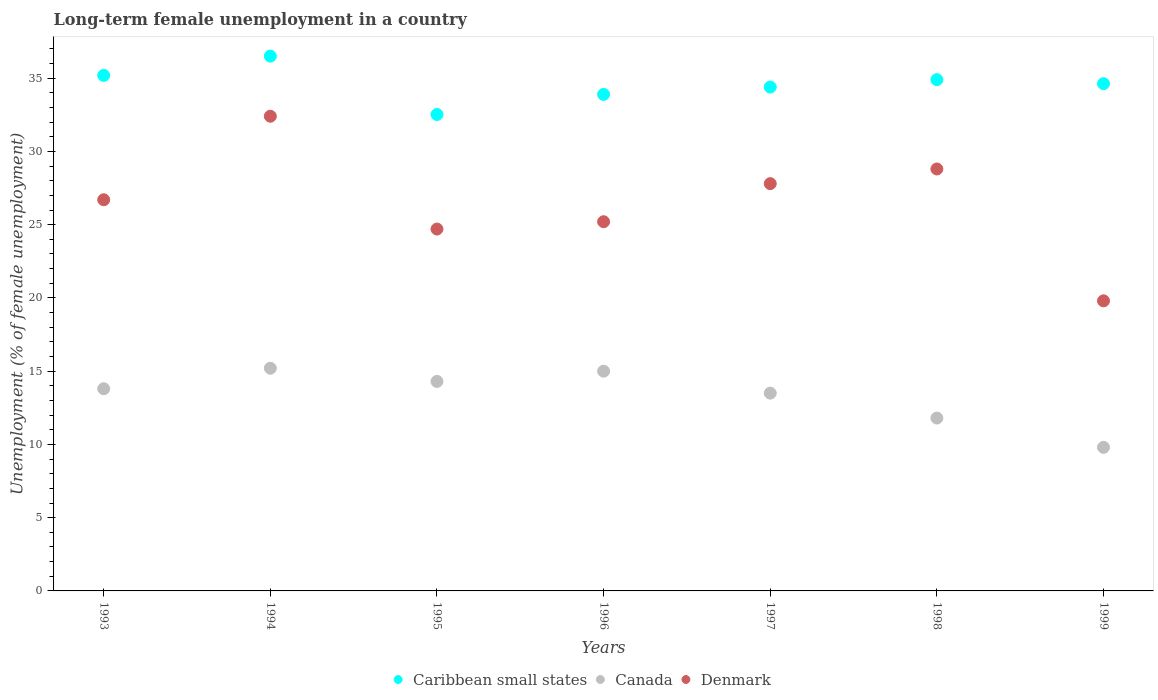 Long-term female unemployment in a country
Unemployment (% of female unemployment)
35
30
25
20
15
10
5
0
1993
1994
1995
1996
1997
1998
1999
Years
Caribbean small states
Canada
Denmark